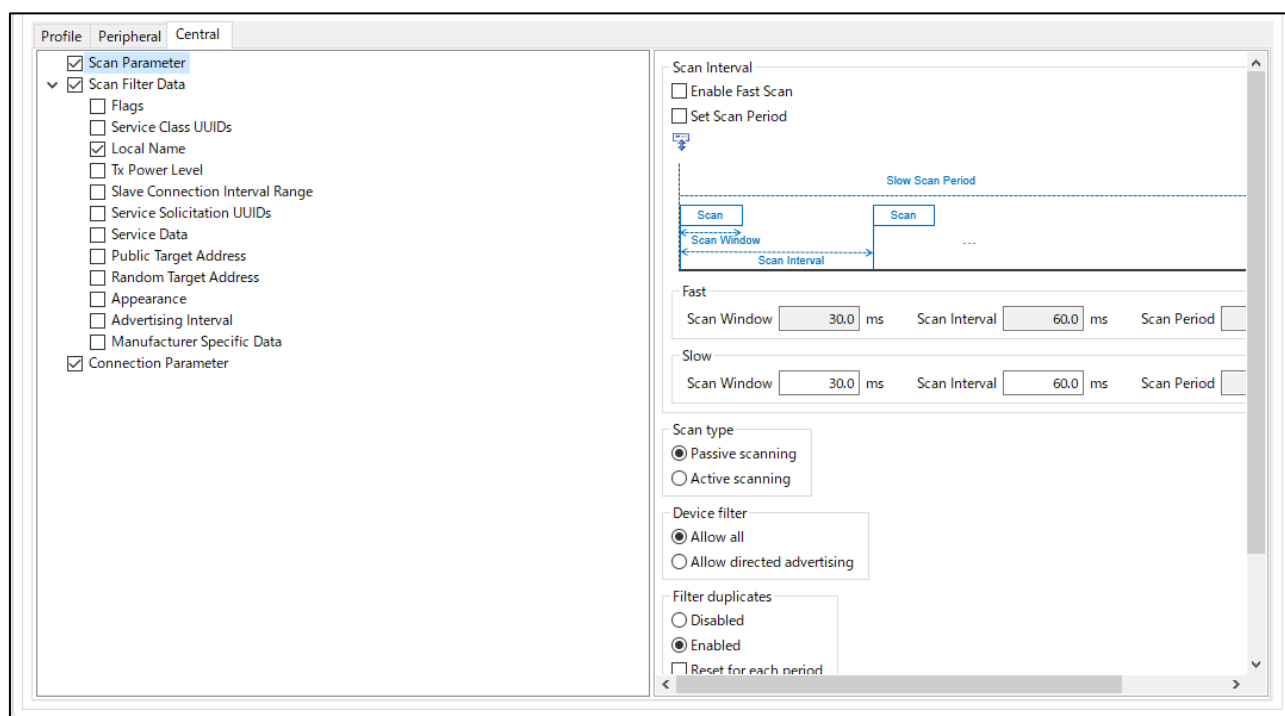 Profile Peripheral Central
Scan Parameter
Scan Filter Data
Flags
Service Class UUIDs
Local Name
Tx Power Level
Slave Connection Interval Range
Service Solicitation UUIDs
Service Data
Public Target Address
Random Target Address
Appearance
Advertising Interval
Manufacturer Specific Data
Connection Parameter
Scan Interval
Enable Fast Scan
Set Scan Period
Slow Scan Period
Scan Scan
Scan Window ...
Scan Interval
Fast
Scan Window 30.0 ms Scan Interval 60.0 ms Scan Period
Slow
Scan Window 30.0 ms Scan Interval 60.0 ms Scan Period
Scan type
Passive scanning
Active scanning
Device filter
Allow all
Allow directed advertising
Filter duplicates
Disabled
Enabled
Reset for each period